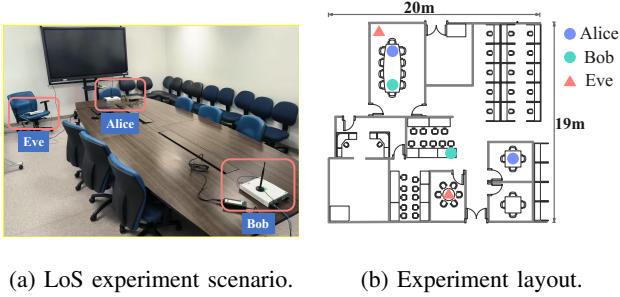 Eve
Alice
Bob
(a) LoS experiment scenario.
20m
Alice
Bob
Eve
19m
(b) Experiment layout.